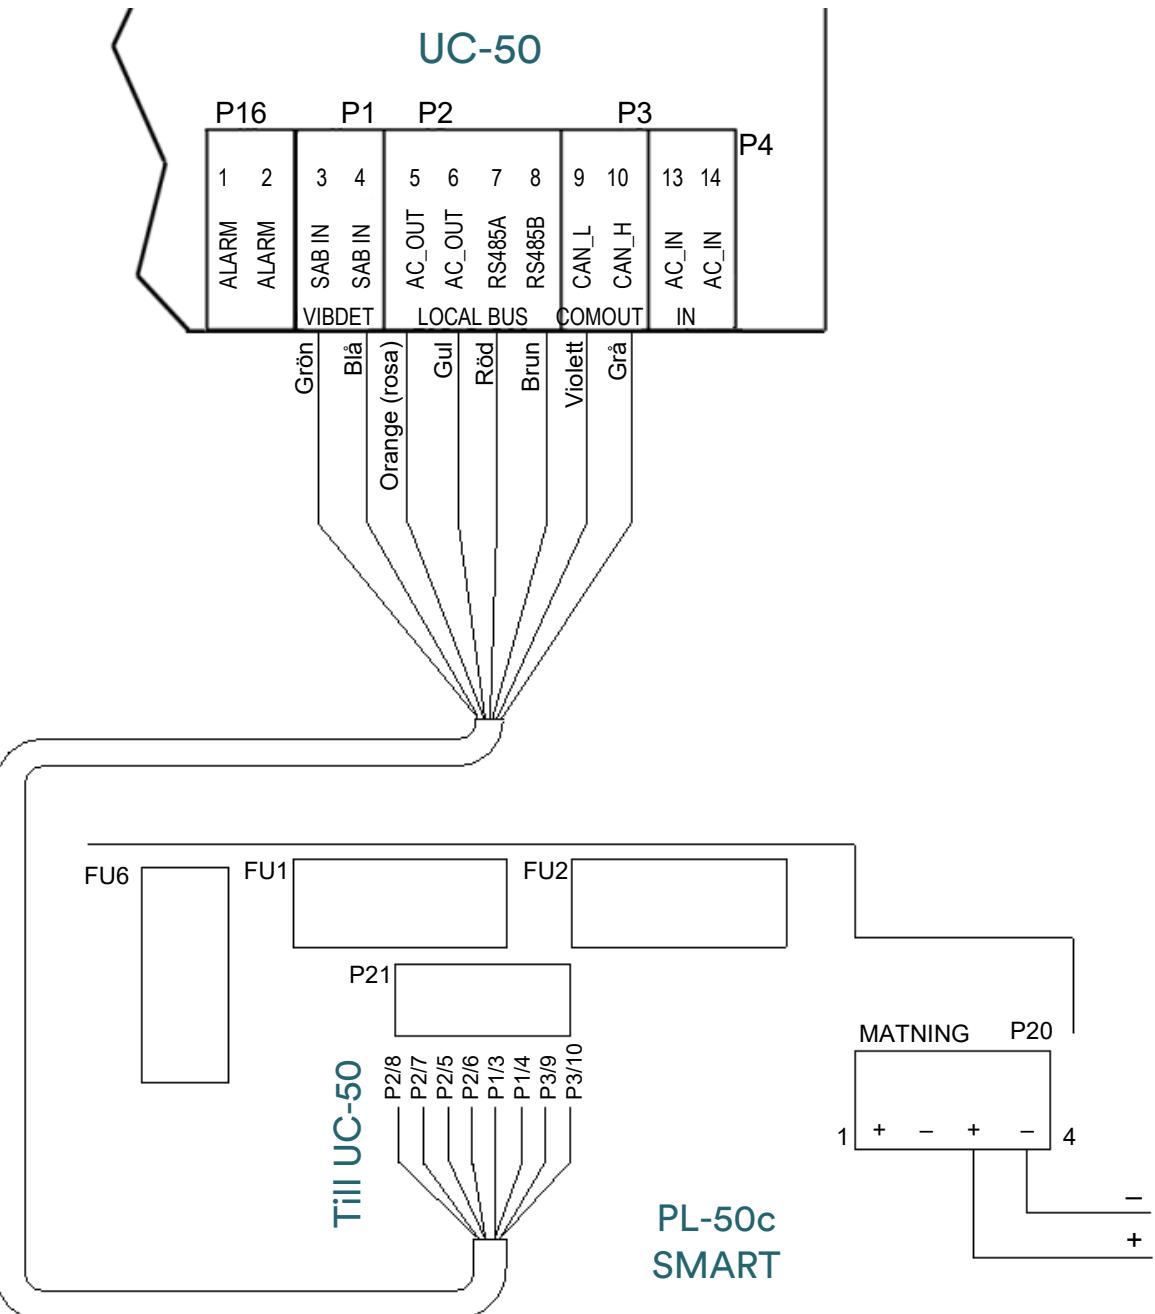 UC-50
P16 P1 P2 P3
P4
1 2 3 4 5 6 7 8 9 10 13 14
ALARM ALARM SAB IN SAB IN AC_OUT AC_OUT RS485A RS485B CAN_L CAN_H AC_IN AC_IN
VIBDET LOCAL BUS COMOUT IN
Grön Blå Orange (rosa) Gul Röd Brun Violett Grå
FU6 FU1 FU2
P21
MATNING P20
P2/8 P2/7 P2/5 P2/6 P1/3 P1/4 P3/9 P3/10
Till UC-50
1 + – + – 4
–
+
PL-50c
SMART